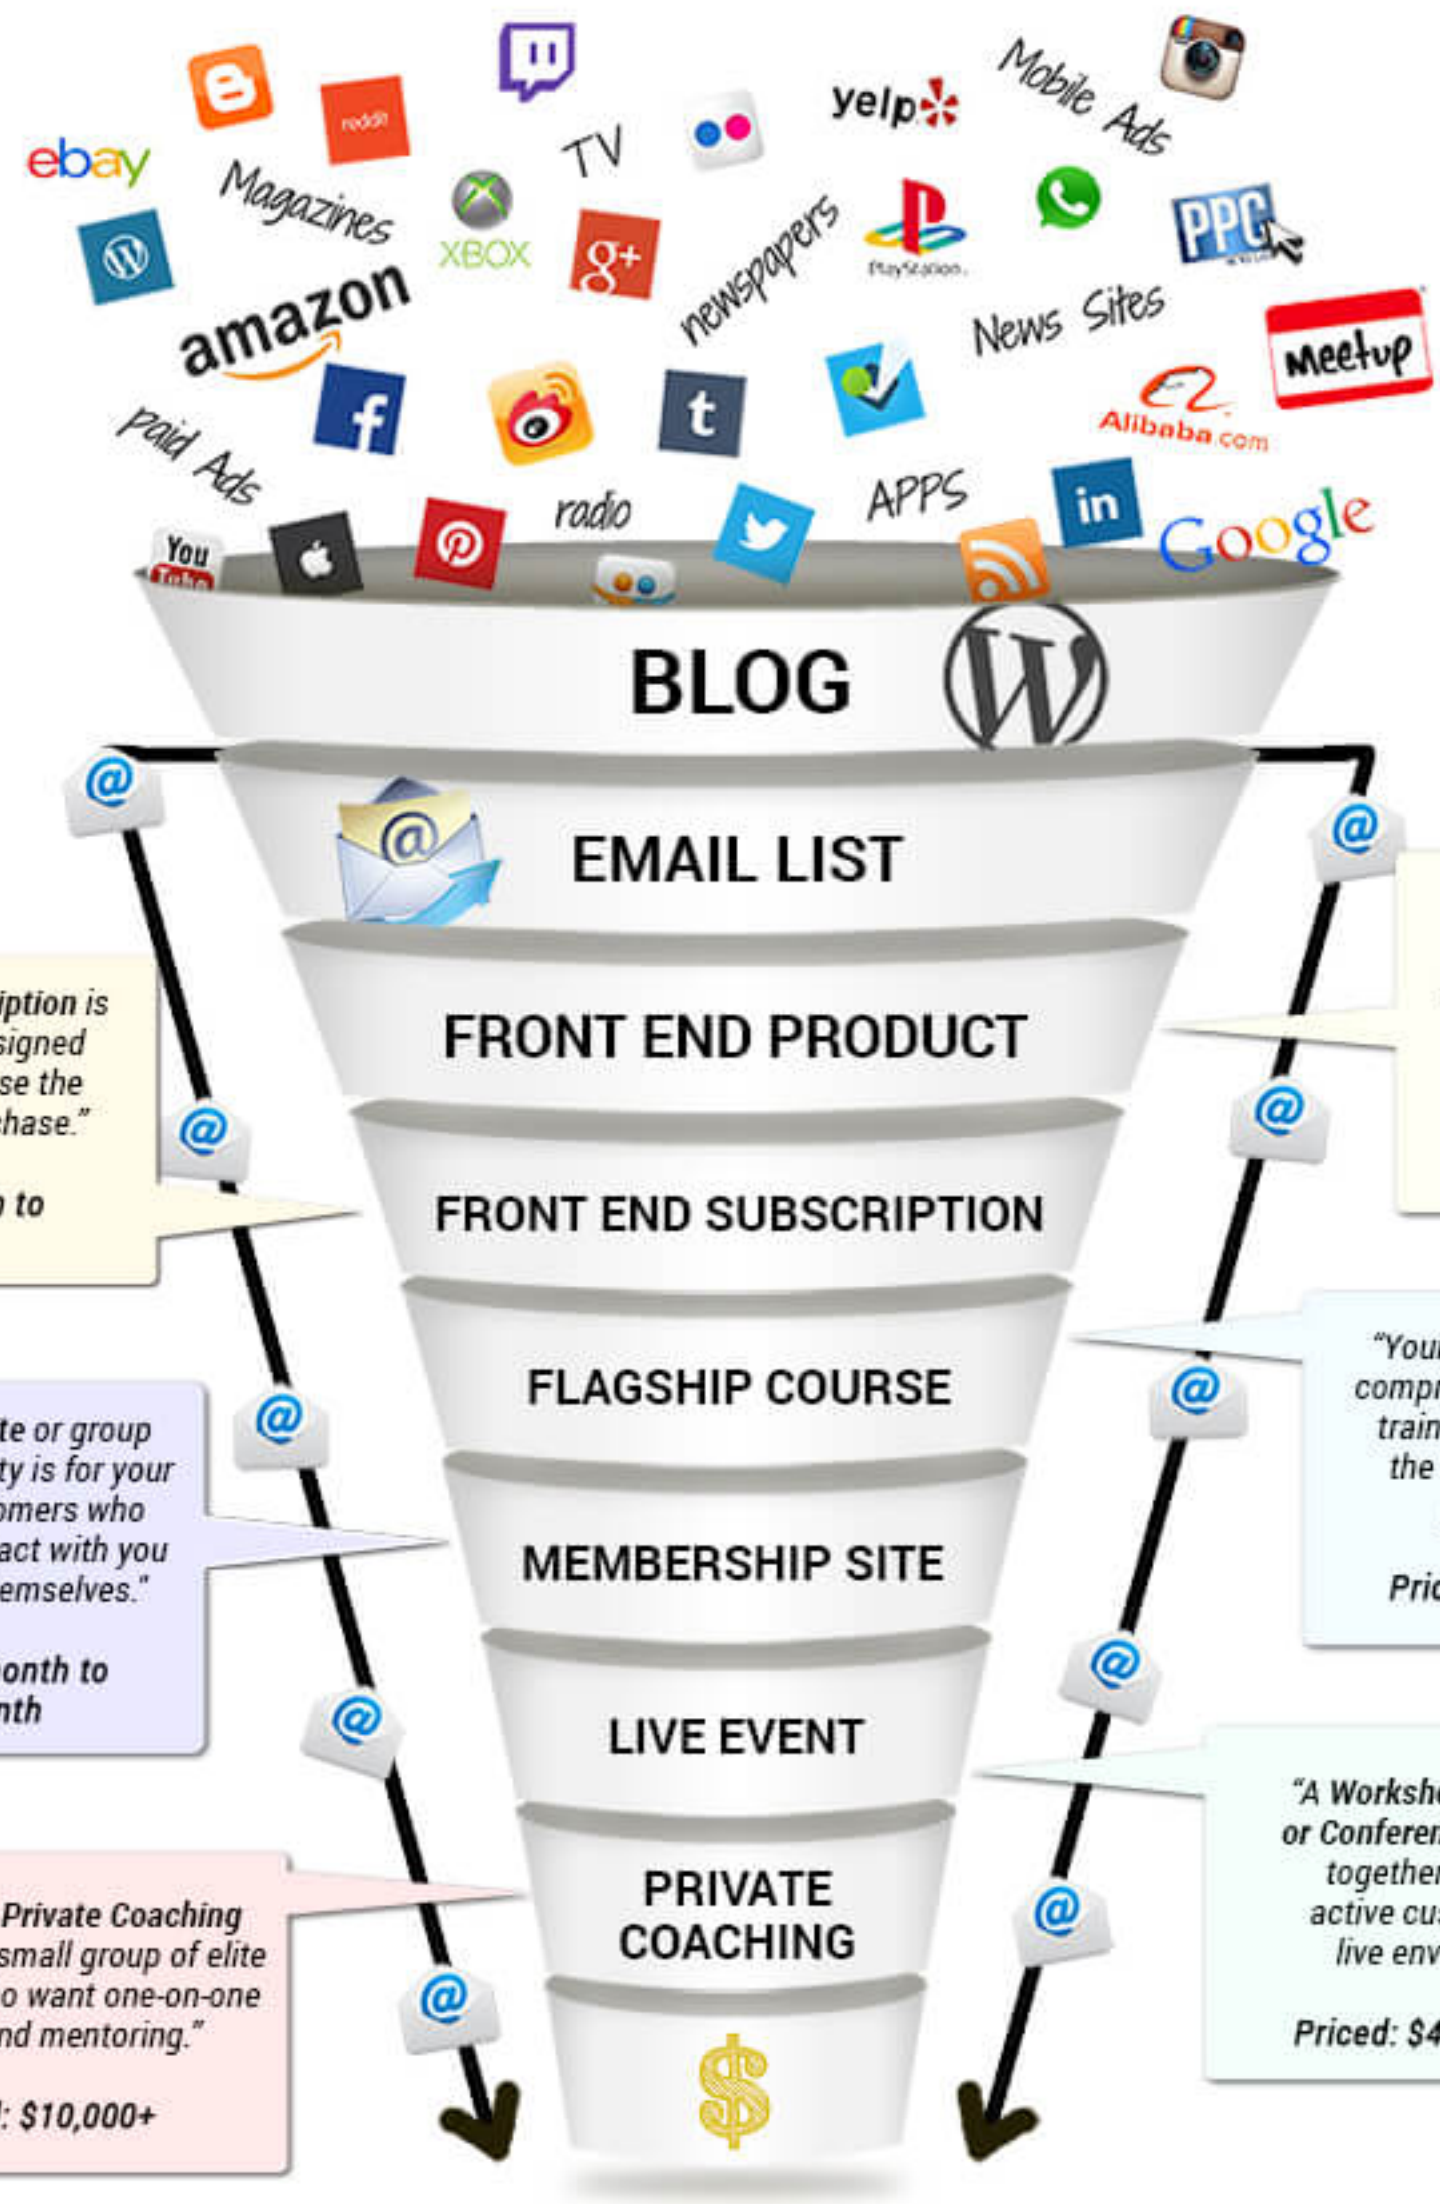 ebay
reddit
TV
yelp
Mobile Ads
Magazines
XBOX
g+
newspapers
PlayStation
PPC
amazon
News Sites
Meetup
f
t
Alibaba.com
paid Ads
radio
APPS
in
Google
You
Tube
BLOG
W
@
@
EMAIL LIST
@
iption is
signed
se the
chase."
to
FRONT END PRODUCT
@
@
FRONT END SUBSCRIPTION
"Your
compr
train
the
Pric
FLAGSHIP COURSE
@
@
te or group
ty is for your
omers who
act with you
emselves."
onth to
nth
MEMBERSHIP SITE
@
@
LIVE EVENT
"A Worksho
or Conferen
together
active cus
live env
Priced: $4
PRIVATE
COACHING
@
@
Private Coaching
small group of elite
o want one-on-one
nd mentoring."
: $10,000+
$